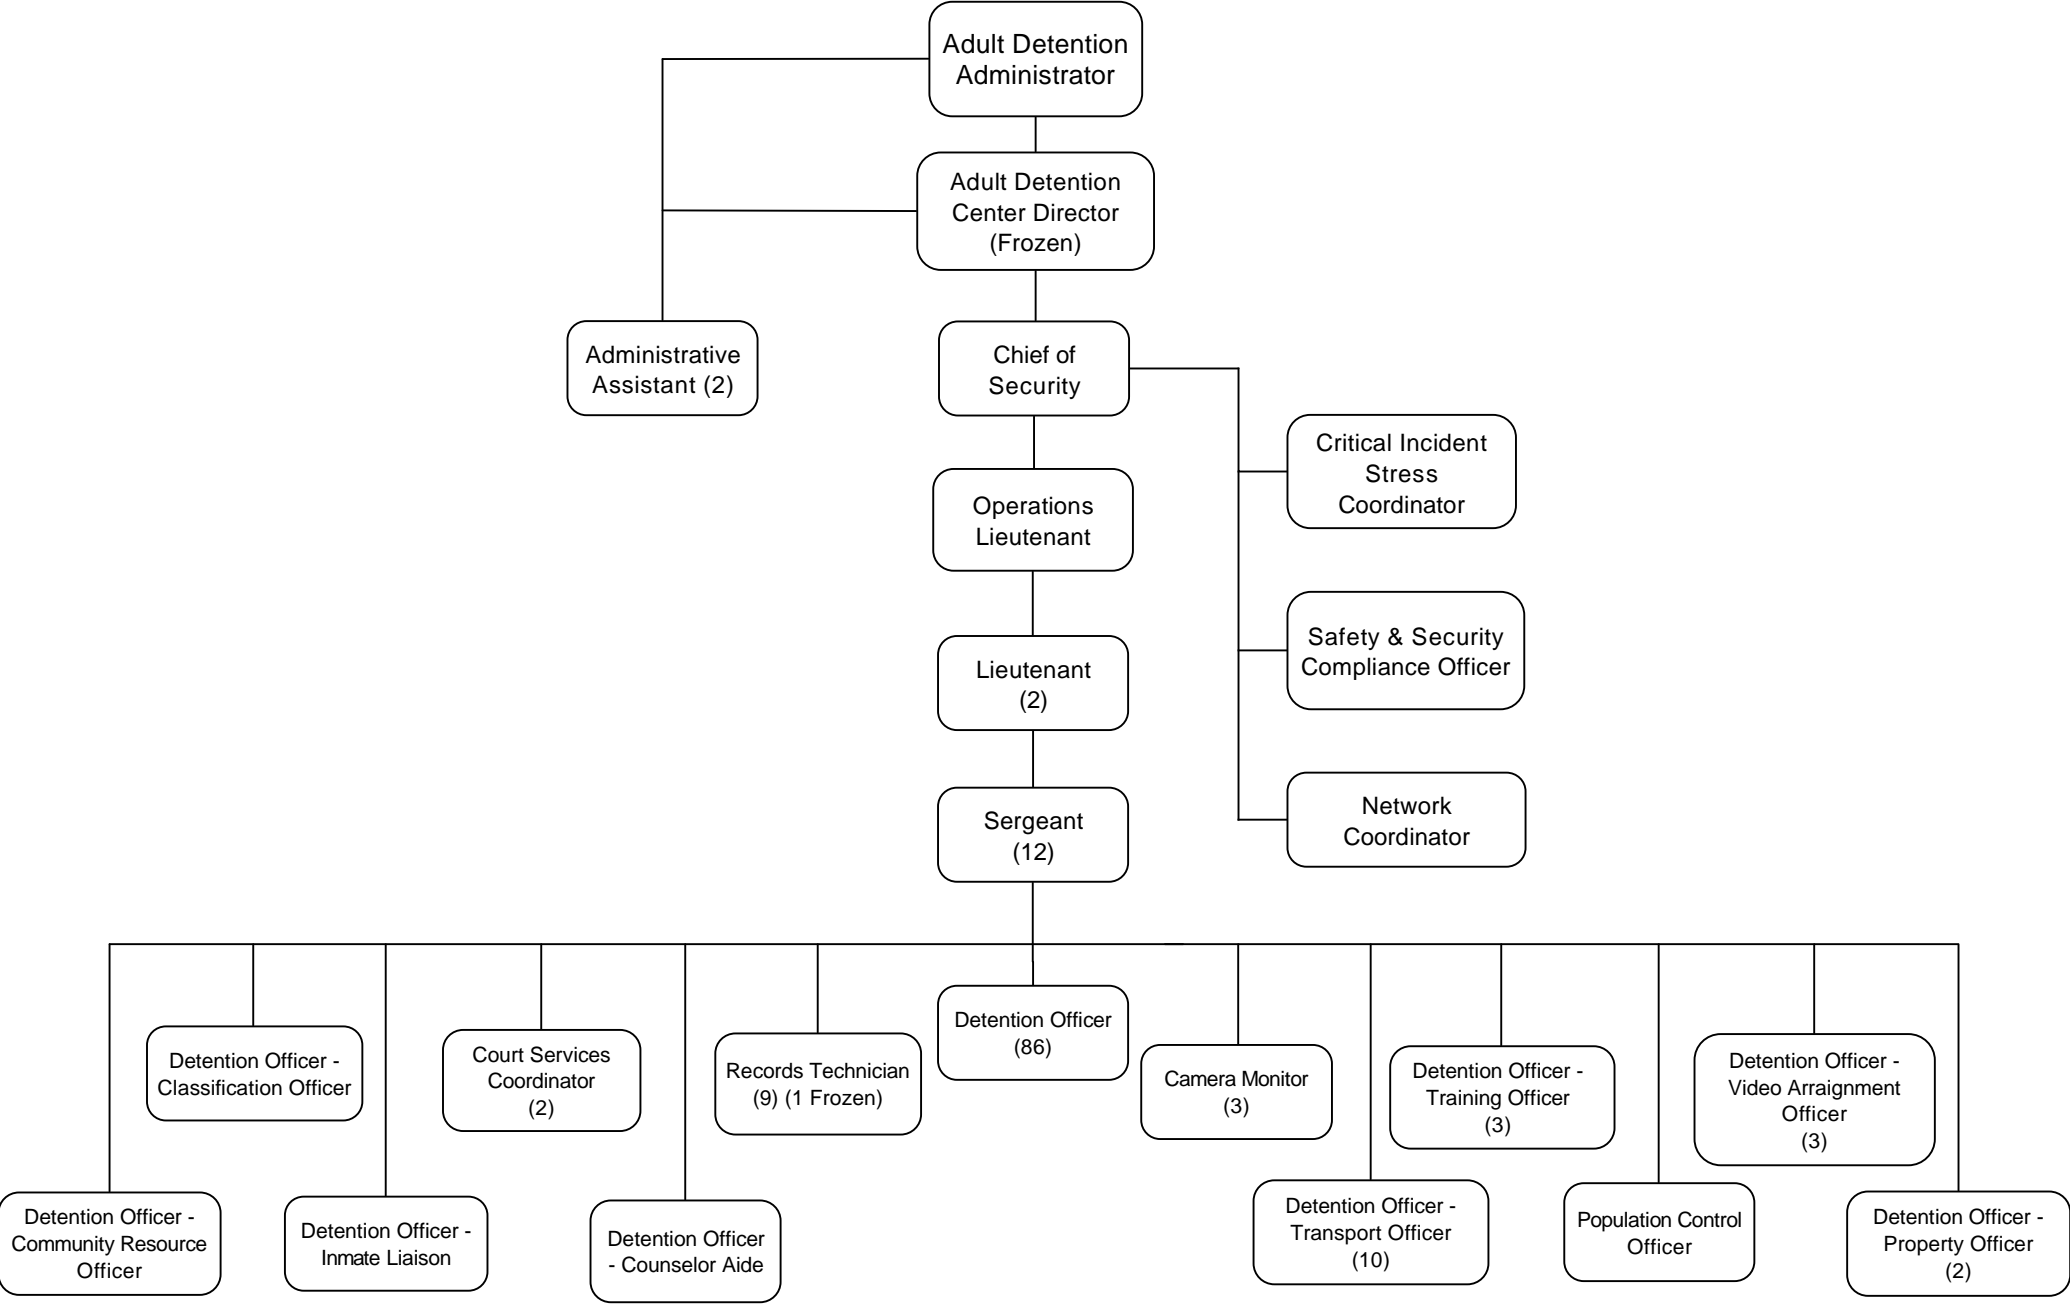 Adult Detention
Administrator
Adult Detention
Center Director
(Frozen)
Administrative
Assistant (2)
Chief of
Security
Critical Incident
Stress
Coordinator
Operations
Lieutenant
Safety & Security
Compliance Officer
Lieutenant
(2)
Network
Coordinator
Sergeant
(12)
Detention Officer -
Community Resource
Officer
Detention Officer -
Classification Officer
Detention Officer -
Inmate Liaison
Court Services
Coordinator
(2)
Detention Officer
- Counselor Aide
Records Technician
(9) (1 Frozen)
Detention Officer
(86)
Camera Monitor
(3)
Detention Officer -
Transport Officer
(10)
Detention Officer -
Training Officer
(3)
Population Control
Officer
Detention Officer -
Video Arraignment
Officer
(3)
Detention Officer -
Property Officer
(2)